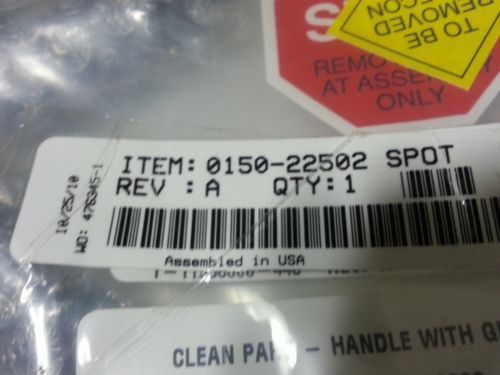 TO BE
REMOVED
REMO
AT ASSE
ONLY
ITEM: 0150-22502 SPOT
REV : A QTY: 1
10/25/10
WO: 476945-1
Assembled in USA
CLEAN PA - HANDLE WITH